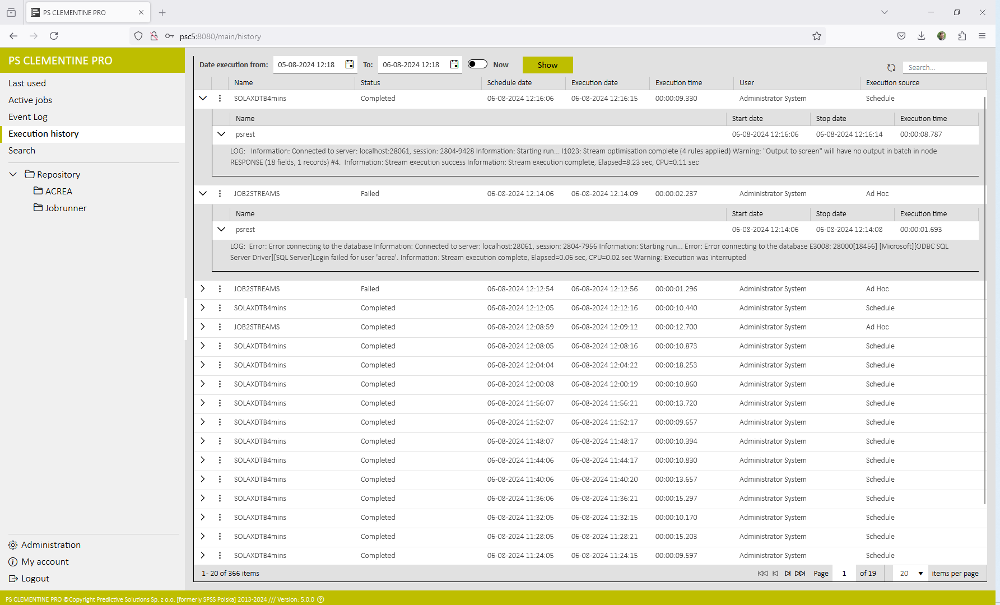 PS CLEMENTINE PRO
psc5:8080/main/history
PS CLEMENTINE PRO
Last used
Active jobs
Event Log
Execution history
Search
Repository
ACREA
Jobrunner
Administration
My account
Logout
Date execution from: 05-08-2024 12:18 To: 06-08-2024 12:18 Now Show Search...
Name Status Schedule date Execution date Execution time User Execution source
SOLAXDTB4mins Completed 06-08-2024 12:16:06 06-08-2024 12:16:15 00:00:09.330 Administrator System Schedule
Name Start date Stop date Execution time
psrest 06-08-2024 12:16:06 06-08-2024 12:16:14 00:00:08.787
LOG: Information: Connected to server: localhost:28061, session: 2804-9428 Information: Starting run... I1023: Stream optimisation complete (4 rules applied) Warning: "Output to screen" will have no output in batch in node
RESPONSE (18 fields, 1 records) #4. Information: Stream execution success Information: Stream execution complete, Elapsed=8.23 sec, CPU=0.11 sec
JOB2STREAMS Failed 06-08-2024 12:14:06 06-08-2024 12:14:09 00:00:02.237 Administrator System Ad Hoc
Name Start date Stop date Execution time
psrest 06-08-2024 12:14:06 06-08-2024 12:14:08 00:00:01.693
LOG: Error: Error connecting to the database Information: Connected to server: localhost:28061, session: 2804-7956 Information: Starting run... Error: Error connecting to the database E3008: 28000[18456] [Microsoft][ODBC SQL
Server Driver][SQL Server]Login failed for user 'acrea'. Information: Stream execution complete, Elapsed=0.06 sec, CPU=0.02 sec Warning: Execution was interrupted
JOB2STREAMS Failed 06-08-2024 12:12:54 06-08-2024 12:12:56 00:00:01.296 Administrator System Ad Hoc
SOLAXDTB4mins Completed 06-08-2024 12:12:05 06-08-2024 12:12:16 00:00:10.440 Administrator System Schedule
JOB2STREAMS Completed 06-08-2024 12:08:59 06-08-2024 12:09:12 00:00:12.700 Administrator System Ad Hoc
SOLAXDTB4mins Completed 06-08-2024 12:08:05 06-08-2024 12:08:16 00:00:10.873 Administrator System Schedule
SOLAXDTB4mins Completed 06-08-2024 12:04:04 06-08-2024 12:04:22 00:00:18.253 Administrator System Schedule
SOLAXDTB4mins Completed 06-08-2024 12:00:08 06-08-2024 12:00:19 00:00:10.860 Administrator System Schedule
SOLAXDTB4mins Completed 06-08-2024 11:56:07 06-08-2024 11:56:21 00:00:13.720 Administrator System Schedule
SOLAXDTB4mins Completed 06-08-2024 11:52:07 06-08-2024 11:52:17 00:00:09.657 Administrator System Schedule
SOLAXDTB4mins Completed 06-08-2024 11:48:07 06-08-2024 11:48:17 00:00:10.394 Administrator System Schedule
SOLAXDTB4mins Completed 06-08-2024 11:44:06 06-08-2024 11:44:17 00:00:10.830 Administrator System Schedule
SOLAXDTB4mins Completed 06-08-2024 11:40:06 06-08-2024 11:40:20 00:00:13.657 Administrator System Schedule
SOLAXDTB4mins Completed 06-08-2024 11:36:06 06-08-2024 11:36:21 00:00:15.297 Administrator System Schedule
SOLAXDTB4mins Completed 06-08-2024 11:32:05 06-08-2024 11:32:15 00:00:10.170 Administrator System Schedule
SOLAXDTB4mins Completed 06-08-2024 11:28:05 06-08-2024 11:28:21 00:00:15.203 Administrator System Schedule
SOLAXDTB4mins Completed 06-08-2024 11:24:05 06-08-2024 11:24:15 00:00:09.597 Administrator System Schedule
1 - 20 of 366 items Page 1 of 19 20 items per page
PS CLEMENTINE PRO ©Copyright Predictive Solutions Sp. z o.o. [formerly SPSS Polska] 2013-2024 /// Version: 5.0.0